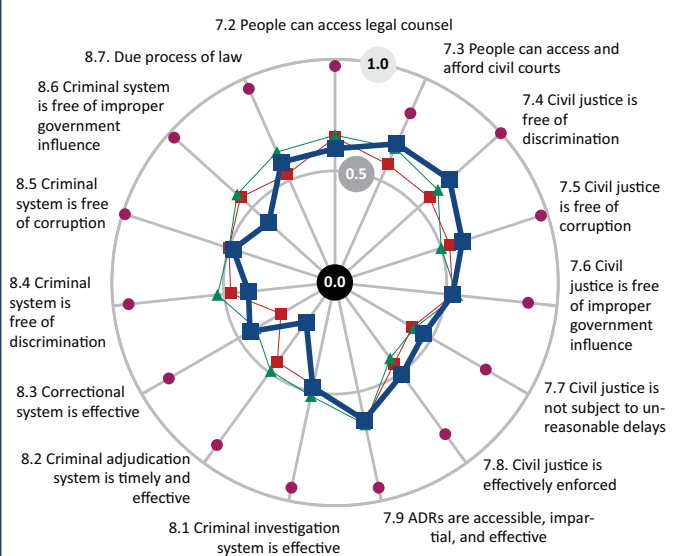 7.2 People can access legal counsel
8.7. Due process of law
7.3 People can access and
afford civil courts
1.0
8.6 Criminal system
is free of improper
government
influence
7.4 Civil justice is
free of
discrimination
0.5
8.5 Criminal
system is free
of corruption
7.5 Civil justice
is free of
corruption
0.0
8.4 Criminal
system is
free of
discrimination
7.6 Civil
justice is free
of improper
government
influence
8.3 Correctional
system is effective
7.7 Civil justice is
not subject to un-
reasonable delays
8.2 Criminal adjudication
system is timely and
effective
7.8. Civil justice is
effectively enforced
8.1 Criminal investigation
system is effective
7.9 ADRs are accessible, impar-
tial, and effective